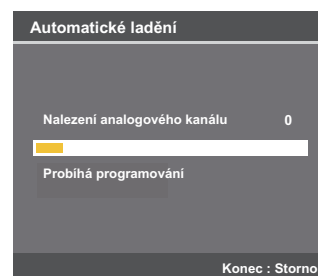 Automatické ladění
Nalezení analogového kanálu 0
Probíhá programování
Konec : Storno